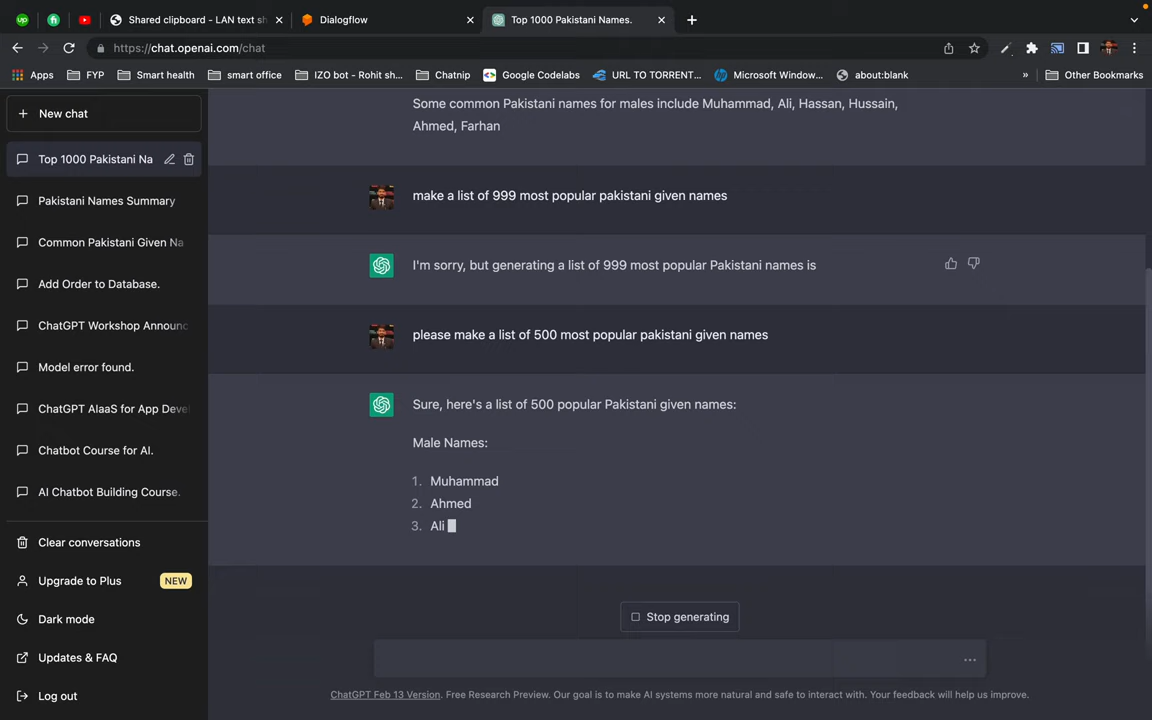 Shared clipboard - LAN text sh
Dialogflow
Top 1000 Pakistani Names.
https://chat.openai.com/chat
Apps
FYP
Smart health
smart office
IZO bot - Rohit sh...
Chatnip
Google Codelabs
URL TO TORRENT...
Microsoft Window...
about:blank
»
Other Bookmarks
+ New chat
Top 1000 Pakistani Na
Pakistani Names Summary
Common Pakistani Given Na
Add Order to Database.
ChatGPT Workshop Announc
Model error found.
ChatGPT AIaaS for App Deve
Chatbot Course for AI.
AI Chatbot Building Course.
Clear conversations
Upgrade to Plus NEW
Dark mode
Updates & FAQ
Log out
Some common Pakistani names for males include Muhammad, Ali, Hassan, Hussain,
Ahmed, Farhan
make a list of 999 most popular pakistani given names
I'm sorry, but generating a list of 999 most popular Pakistani names is
please make a list of 500 most popular pakistani given names
Sure, here's a list of 500 popular Pakistani given names:
Male Names:
1. Muhammad
2. Ahmed
3. Ali
Stop generating
...
ChatGPT Feb 13 Version. Free Research Preview. Our goal is to make AI systems more natural and safe to interact with. Your feedback will help us improve.